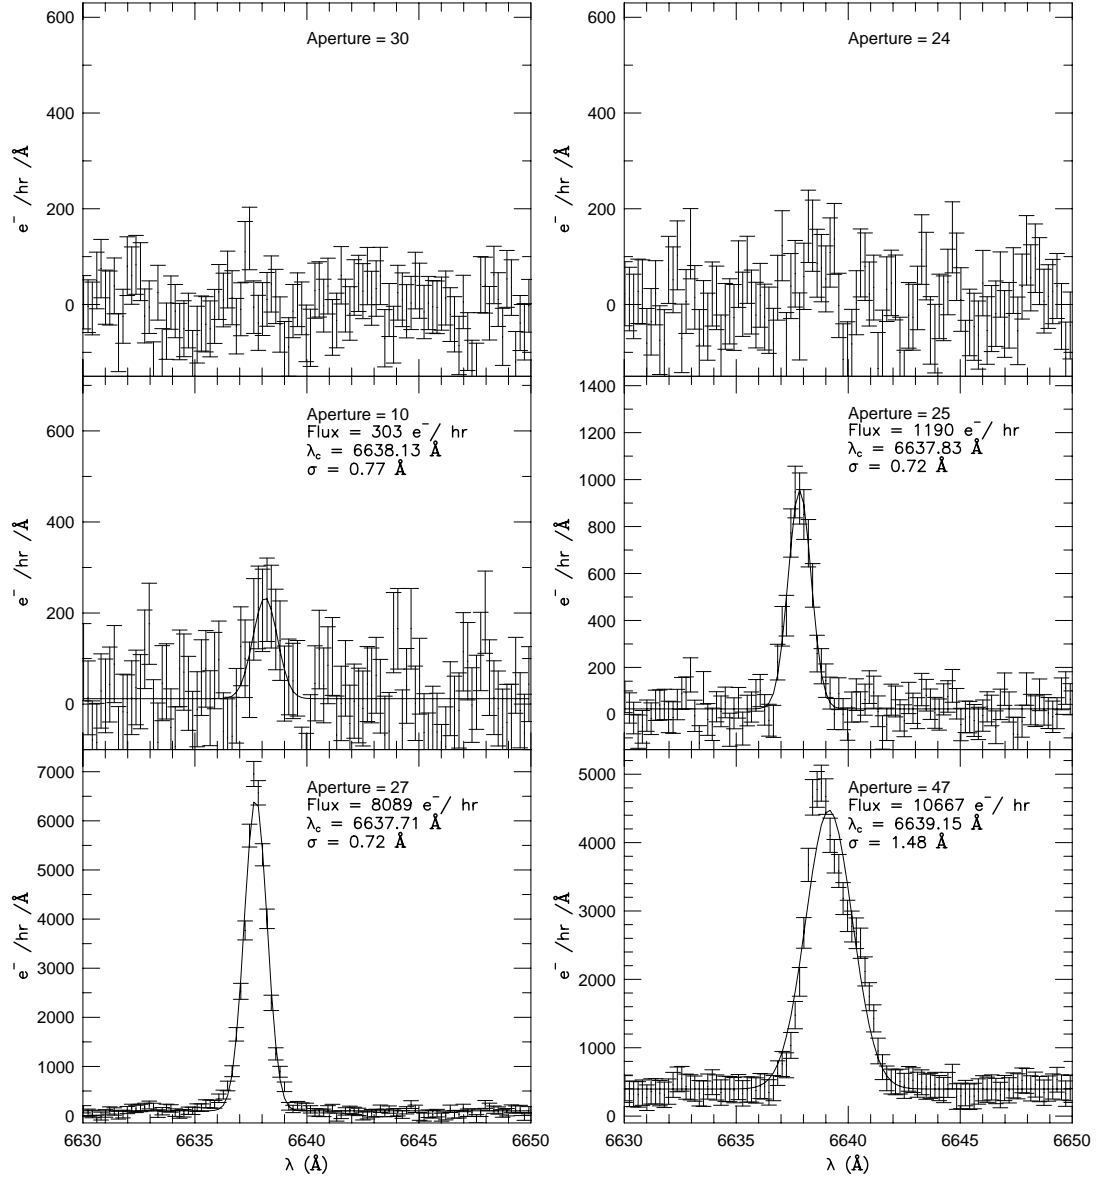 600
400
200
0
e⁻ /hr /Å
Aperture = 30
600
400
200
0
e⁻ /hr /Å
Aperture = 24
600
400
200
0
e⁻ /hr /Å
Aperture = 10
Flux = 303 e⁻/ hr
λc = 6638.13 Å
σ = 0.77 Å
1400
1200
1000
800
600
400
200
0
e⁻ /hr /Å
Aperture = 25
Flux = 1190 e⁻/ hr
λc = 6637.83 Å
σ = 0.72 Å
7000
6000
5000
4000
3000
2000
1000
0
e⁻ /hr /Å
Aperture = 27
Flux = 8089 e⁻/ hr
λc = 6637.71 Å
σ = 0.72 Å
6630 6635 6640 6645 6650
λ (Å)
5000
4000
3000
2000
1000
0
e⁻ /hr /Å
Aperture = 47
Flux = 10667 e⁻/ hr
λc = 6639.15 Å
σ = 1.48 Å
6630 6635 6640 6645 6650
λ (Å)